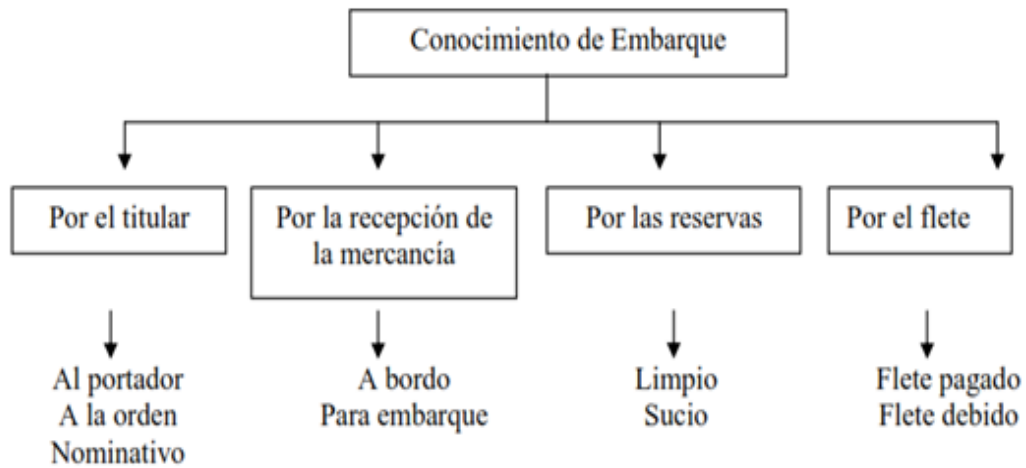 Conocimiento de Embarque
Por el titular
Por la recepción de
la mercancía
Por las reservas
Por el flete
Al portador
A la orden
Nominativo
A bordo
Para embarque
Limpio
Sucio
Flete pagado
Flete debido